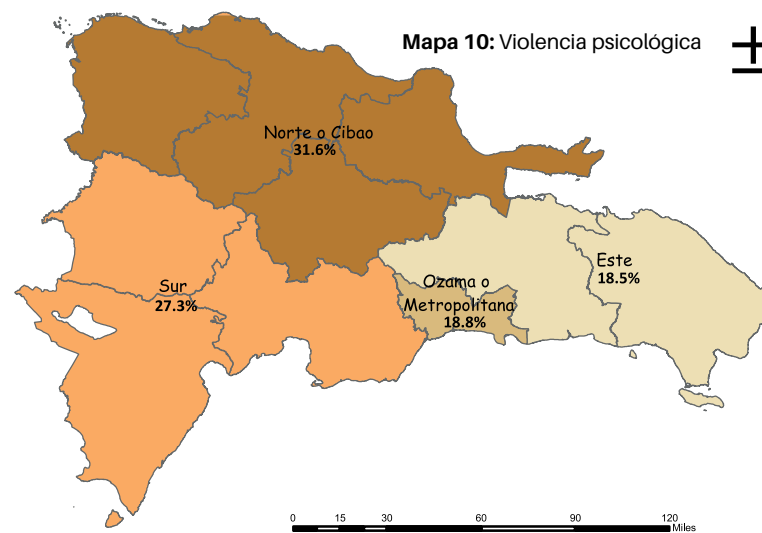 Mapa 10: Violencia psicológica
Norte o Cibao
31.6%
Este
18.5%
Sur
27.3%
Ozama o
Metropolitana
18.8%
0 15 30 60 90 120
Miles